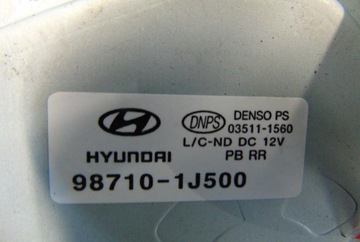 DNPS
DENSO PS
03511-1560
L/C-ND DC 12V
HYUNDAI
PB RR
98710-1J500